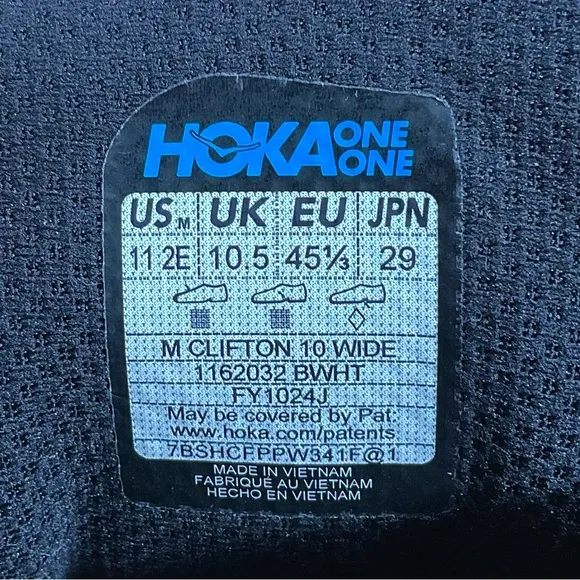 HOKA ONE ONE
US M UK EU JPN
11 2E 10.5 45⅓ 29
M CLIFTON 10 WIDE
1162032 BWHT
FY1024J
May be covered by Pat.
www.hoka.com/patents
7BSHCFPPW341F@1
MADE IN VIETNAM
FABRIQUÉ AU VIETNAM
HECHO EN VIETNAM